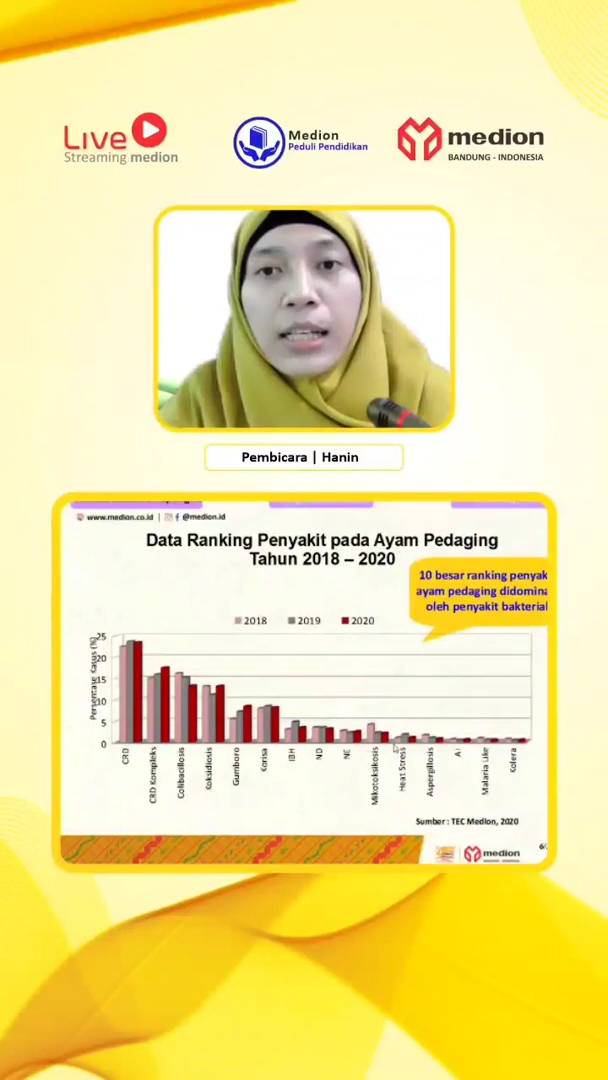 Live
Streaming medion
Medion
Peduli Pendidikan
medion
BANDUNG - INDONESIA
Pembicara | Hanin
www.medion.co.id | @medion.id
Data Ranking Penyakit pada Ayam Pedaging
Tahun 2018 – 2020
10 besar ranking penyak
ayam pedaging didomina
oleh penyakit bakterial
2018 2019 2020
Persentase Kasus (%)
25
20
15
10
5
0
CRD
CRD Kompleks
Colibacillosis
Koksidiosis
Gumboro
Korisa
IBH
ND
NE
Mikotoksikosis
Heat Stress
Aspergillosis
AI
Malaria Like
Kolera
Sumber : TEC Medion, 2020
medion